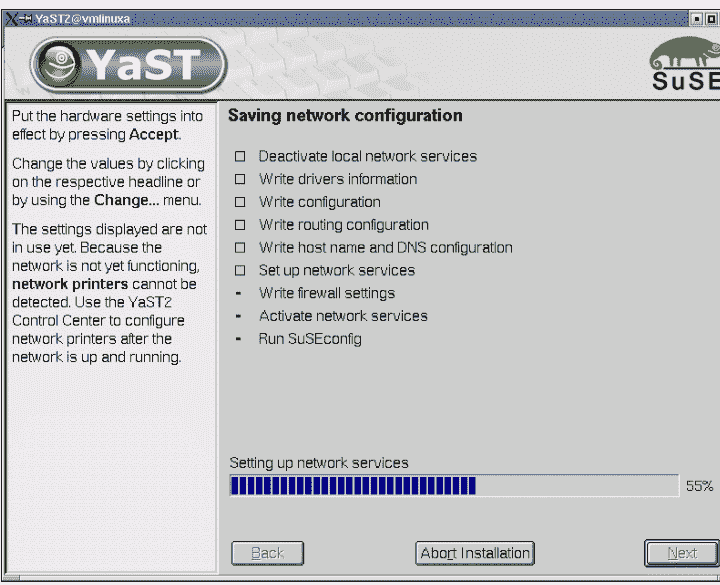 YaST2@vmlinuxa
YaST
SuSE
Put the hardware settings into
effect by pressing Accept.
Change the values by clicking
on the respective headline or
by using the Change... menu.
The settings displayed are not
in use yet. Because the
network is not yet functioning,
network printers cannot be
detected. Use the YaST2
Control Center to configure
network printers after the
network is up and running.
Saving network configuration
Deactivate local network services
Write drivers information
Write configuration
Write routing configuration
Write host name and DNS configuration
Set up network services
- Write firewall settings
- Activate network services
- Run SuSEconfig
Setting up network services
55%
Back
Abort Installation
Next